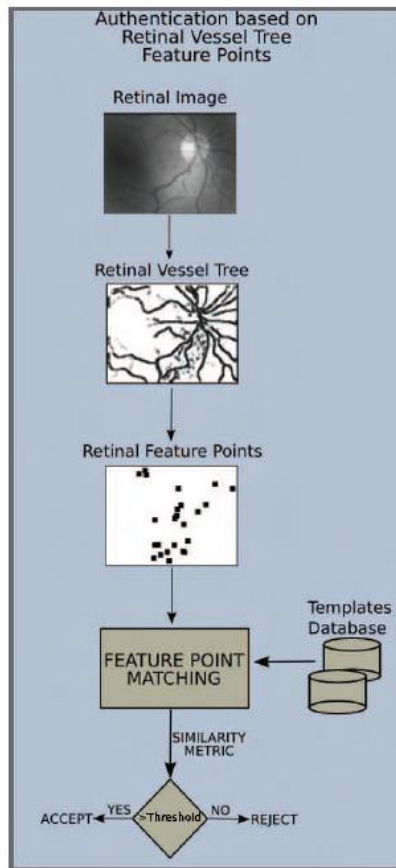 Authentication based on
Retinal Vessel Tree
Feature Points
Retinal Image
Retinal Vessel Tree
Retinal Feature Points
Templates
Database
FEATURE POINT
MATCHING
SIMILARITY
METRIC
ACCEPT YES >Threshold NO REJECT